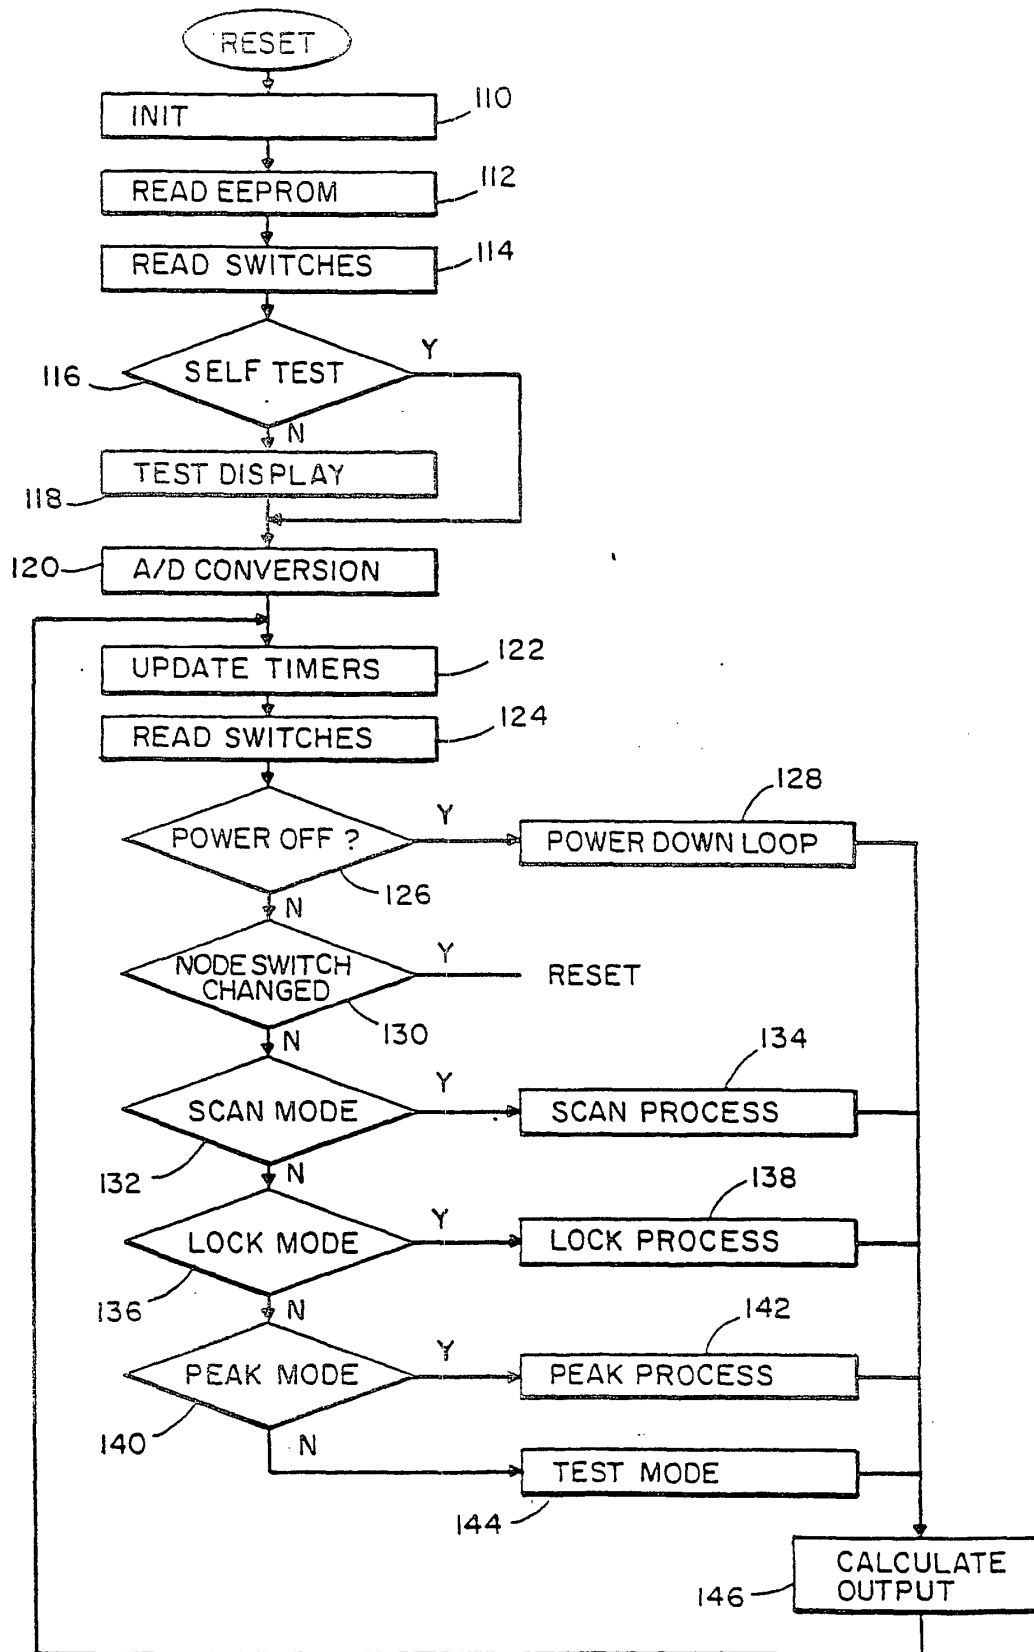 RESET
INIT
110
READ EEPROM
112
READ SWITCHES
114
SELF TEST
Y
116
N
TEST DISPLAY
118
120
A/D CONVERSION
UPDATE TIMERS
122
READ SWITCHES
124
POWER OFF ?
Y
POWER DOWN LOOP
128
126
N
NODE SWITCH
CHANGED
Y
RESET
130
N
SCAN MODE
Y
SCAN PROCESS
134
132
N
LOCK MODE
Y
LOCK PROCESS
138
136
N
PEAK MODE
Y
PEAK PROCESS
142
140
N
TEST MODE
144
CALCULATE
OUTPUT
146